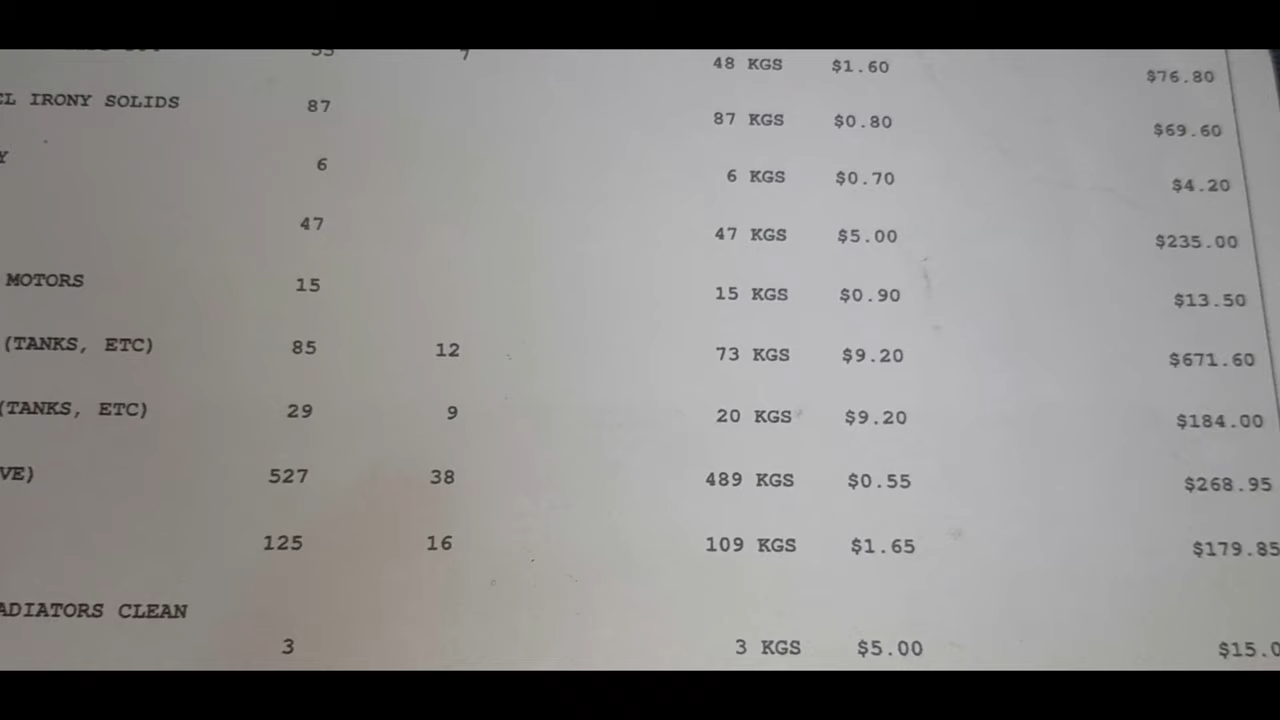 48 KGS $1.60 $76.80
IRONY SOLIDS 87 87 KGS $0.80 $69.60
6 6 KGS $0.70 $4.20
47 47 KGS $5.00 $235.00
MOTORS 15 15 KGS $0.90 $13.50
(TANKS, ETC) 85 12 73 KGS $9.20 $671.60
(TANKS, ETC) 29 9 20 KGS $9.20 $184.00
VE) 527 38 489 KGS $0.55 $268.95
125 16 109 KGS $1.65 $179.85
ADIATORS CLEAN
3 3 KGS $5.00 $15.0